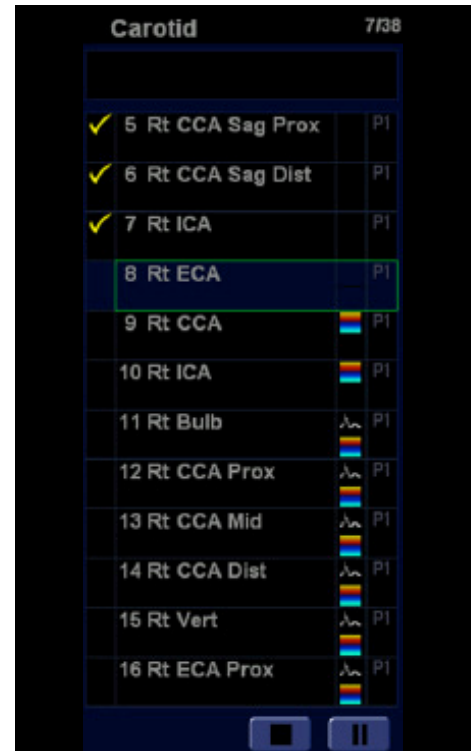 Carotid 7/38
5 Rt CCA Sag Prox P1
6 Rt CCA Sag Dist P1
7 Rt ICA P1
8 Rt ECA P1
9 Rt CCA P1
10 Rt ICA P1
11 Rt Bulb P1
12 Rt CCA Prox P1
13 Rt CCA Mid P1
14 Rt CCA Dist P1
15 Rt Vert P1
16 Rt ECA Prox P1